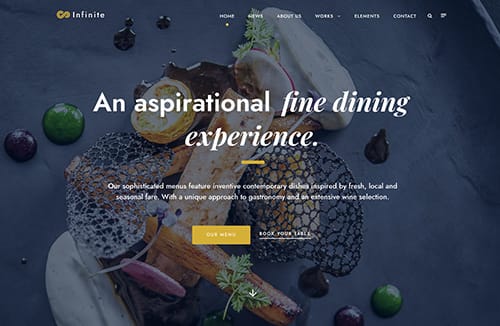 Infinite
HOME NEWS ABOUT US WORKS ELEMENTS CONTACT
An aspirational fine dining
experience.
Our sophisticated menus feature inventive contemporary dishes inspired by fresh, local and
seasonal fare. With a unique approach to gastronomy and an extensive wine selection.
OUR MENU BOOK YOUR TABLE